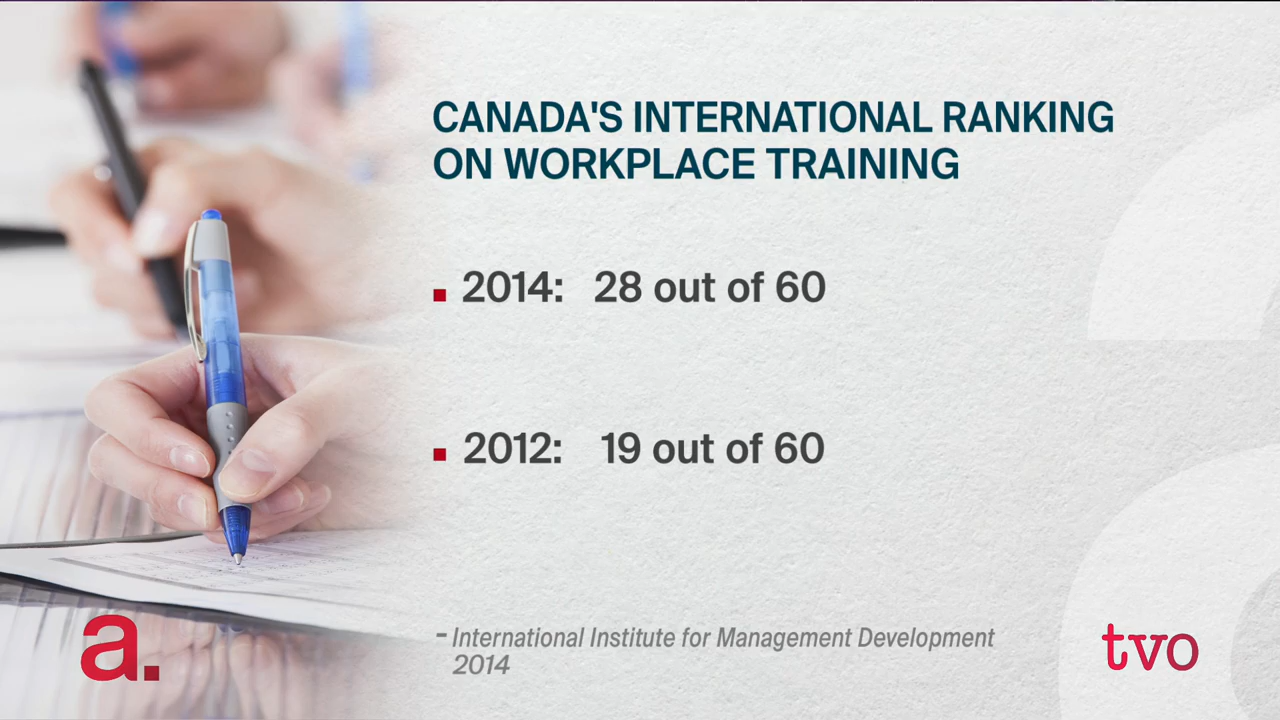 CANADA'S INTERNATIONAL RANKING
ON WORKPLACE TRAINING
▪ 2014: 28 out of 60
▪ 2012: 19 out of 60
- International Institute for Management Development
2014
a.
tvo